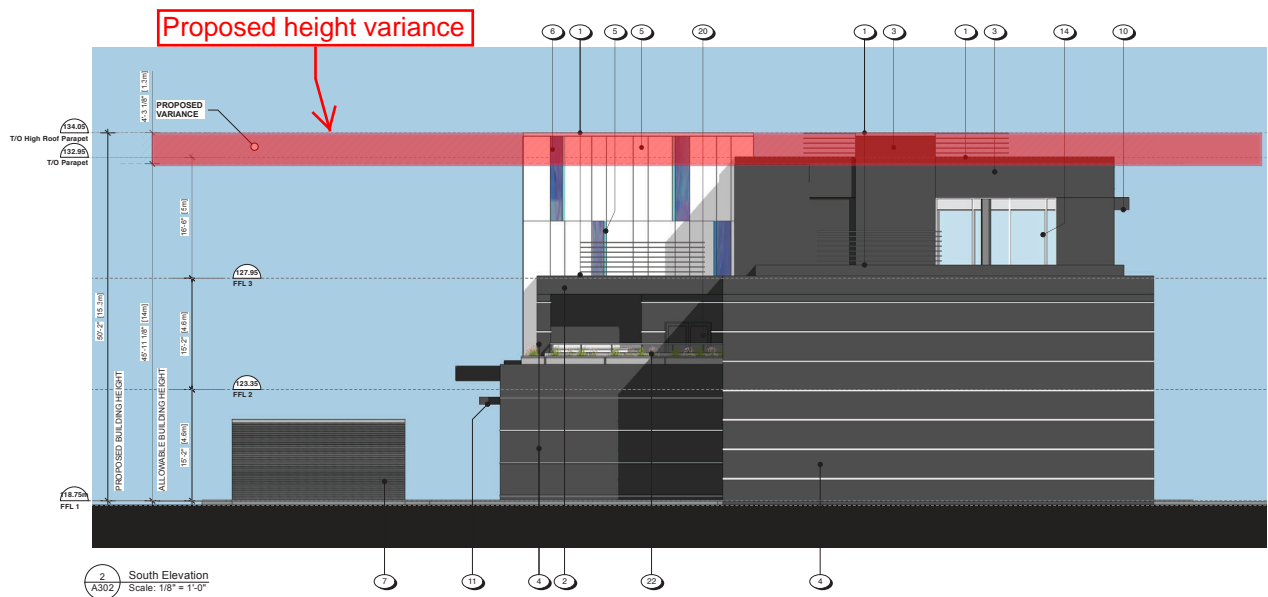 Proposed height variance
6
1
5
5
20
1
3
1
3
14
10
4'-3 1/8" [1.3m]
PROPOSED
VARIANCE
134.05
T/O High Roof Parapet
132.95
T/O Parapet
16'-6" [5m]
127.95
FFL 3
50'-2" [15.3m]
45'-11 1/8" [14m]
15'-2" [4.6m]
123.35
FFL 2
PROPOSED BUILDING HEIGHT
ALLOWABLE BUILDING HEIGHT
15'-2" [4.6m]
118.75m
FFL 1
2
A302
South Elevation
Scale: 1/8" = 1'-0"
7
11
4
2
22
4